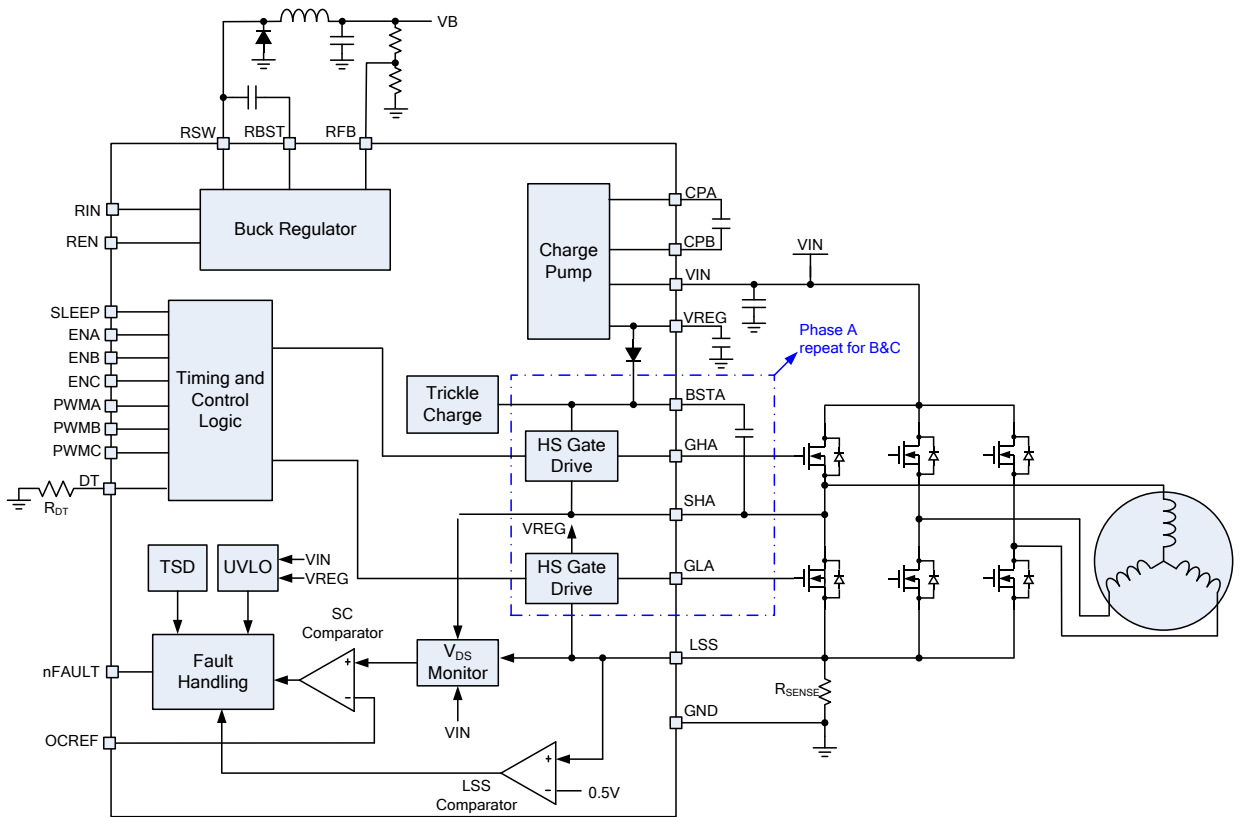 VB
RSW
RBST
RFB
RIN
REN
Buck Regulator
CPA
CPB
Charge
Pump
VIN
VIN
VREG
SLEEP
ENA
ENB
ENC
PWMA
PWMB
PWMC
DT
RDT
Timing and
Control
Logic
Phase A
repeat for B&C
Trickle
Charge
BSTA
HS Gate
Drive
GHA
SHA
VREG
HS Gate
Drive
GLA
TSD
UVLO
VIN
VREG
SC
Comparator
+
−
Fault
Handling
nFAULT
VDS
Monitor
LSS
VIN
RSENSE
GND
OCREF
LSS
Comparator
+
−
0.5V